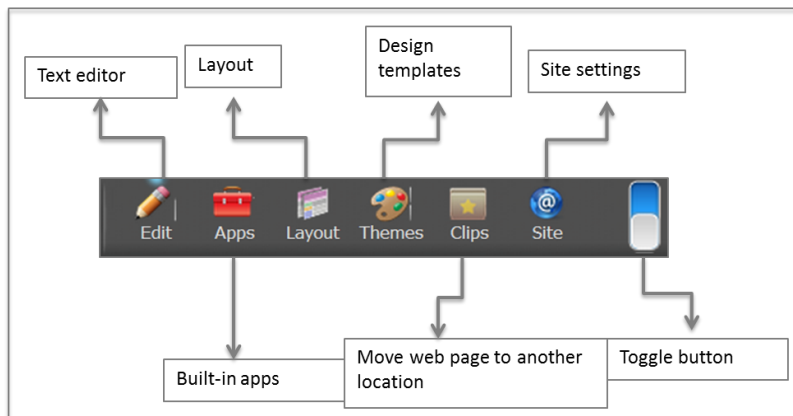 Text editor
Layout
Design
templates
Site settings
Edit
Apps
Layout
Themes
Clips
Site
Built-in apps
Move web page to another
location
Toggle button